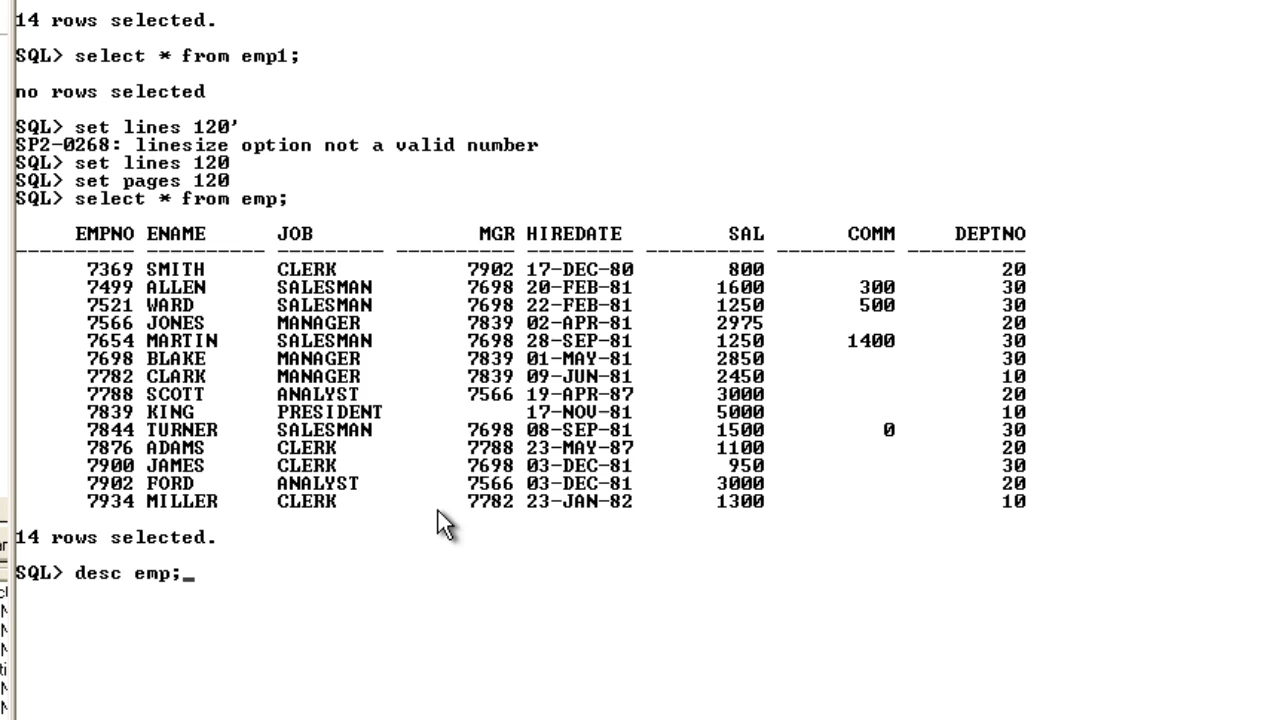 14 rows selected.
SQL> select * from emp1;
no rows selected
SQL> set lines 120'
SP2-0268: linesize option not a valid number
SQL> set lines 120
SQL> set pages 120
SQL> select * from emp;
EMPNO ENAME JOB MGR HIREDATE SAL COMM DEPTNO
---------- ---------- --------- ---------- --------- ---------- ---------- ----------
7369 SMITH CLERK 7902 17-DEC-80 800 20
7499 ALLEN SALESMAN 7698 20-FEB-81 1600 300 30
7521 WARD SALESMAN 7698 22-FEB-81 1250 500 30
7566 JONES MANAGER 7839 02-APR-81 2975 20
7654 MARTIN SALESMAN 7698 28-SEP-81 1250 1400 30
7698 BLAKE MANAGER 7839 01-MAY-81 2850 30
7782 CLARK MANAGER 7839 09-JUN-81 2450 10
7788 SCOTT ANALYST 7566 19-APR-87 3000 20
7839 KING PRESIDENT 17-NOV-81 5000 10
7844 TURNER SALESMAN 7698 08-SEP-81 1500 0 30
7876 ADAMS CLERK 7788 23-MAY-87 1100 20
7900 JAMES CLERK 7698 03-DEC-81 950 30
7902 FORD ANALYST 7566 03-DEC-81 3000 20
7934 MILLER CLERK 7782 23-JAN-82 1300 10
14 rows selected.
SQL> desc emp;_